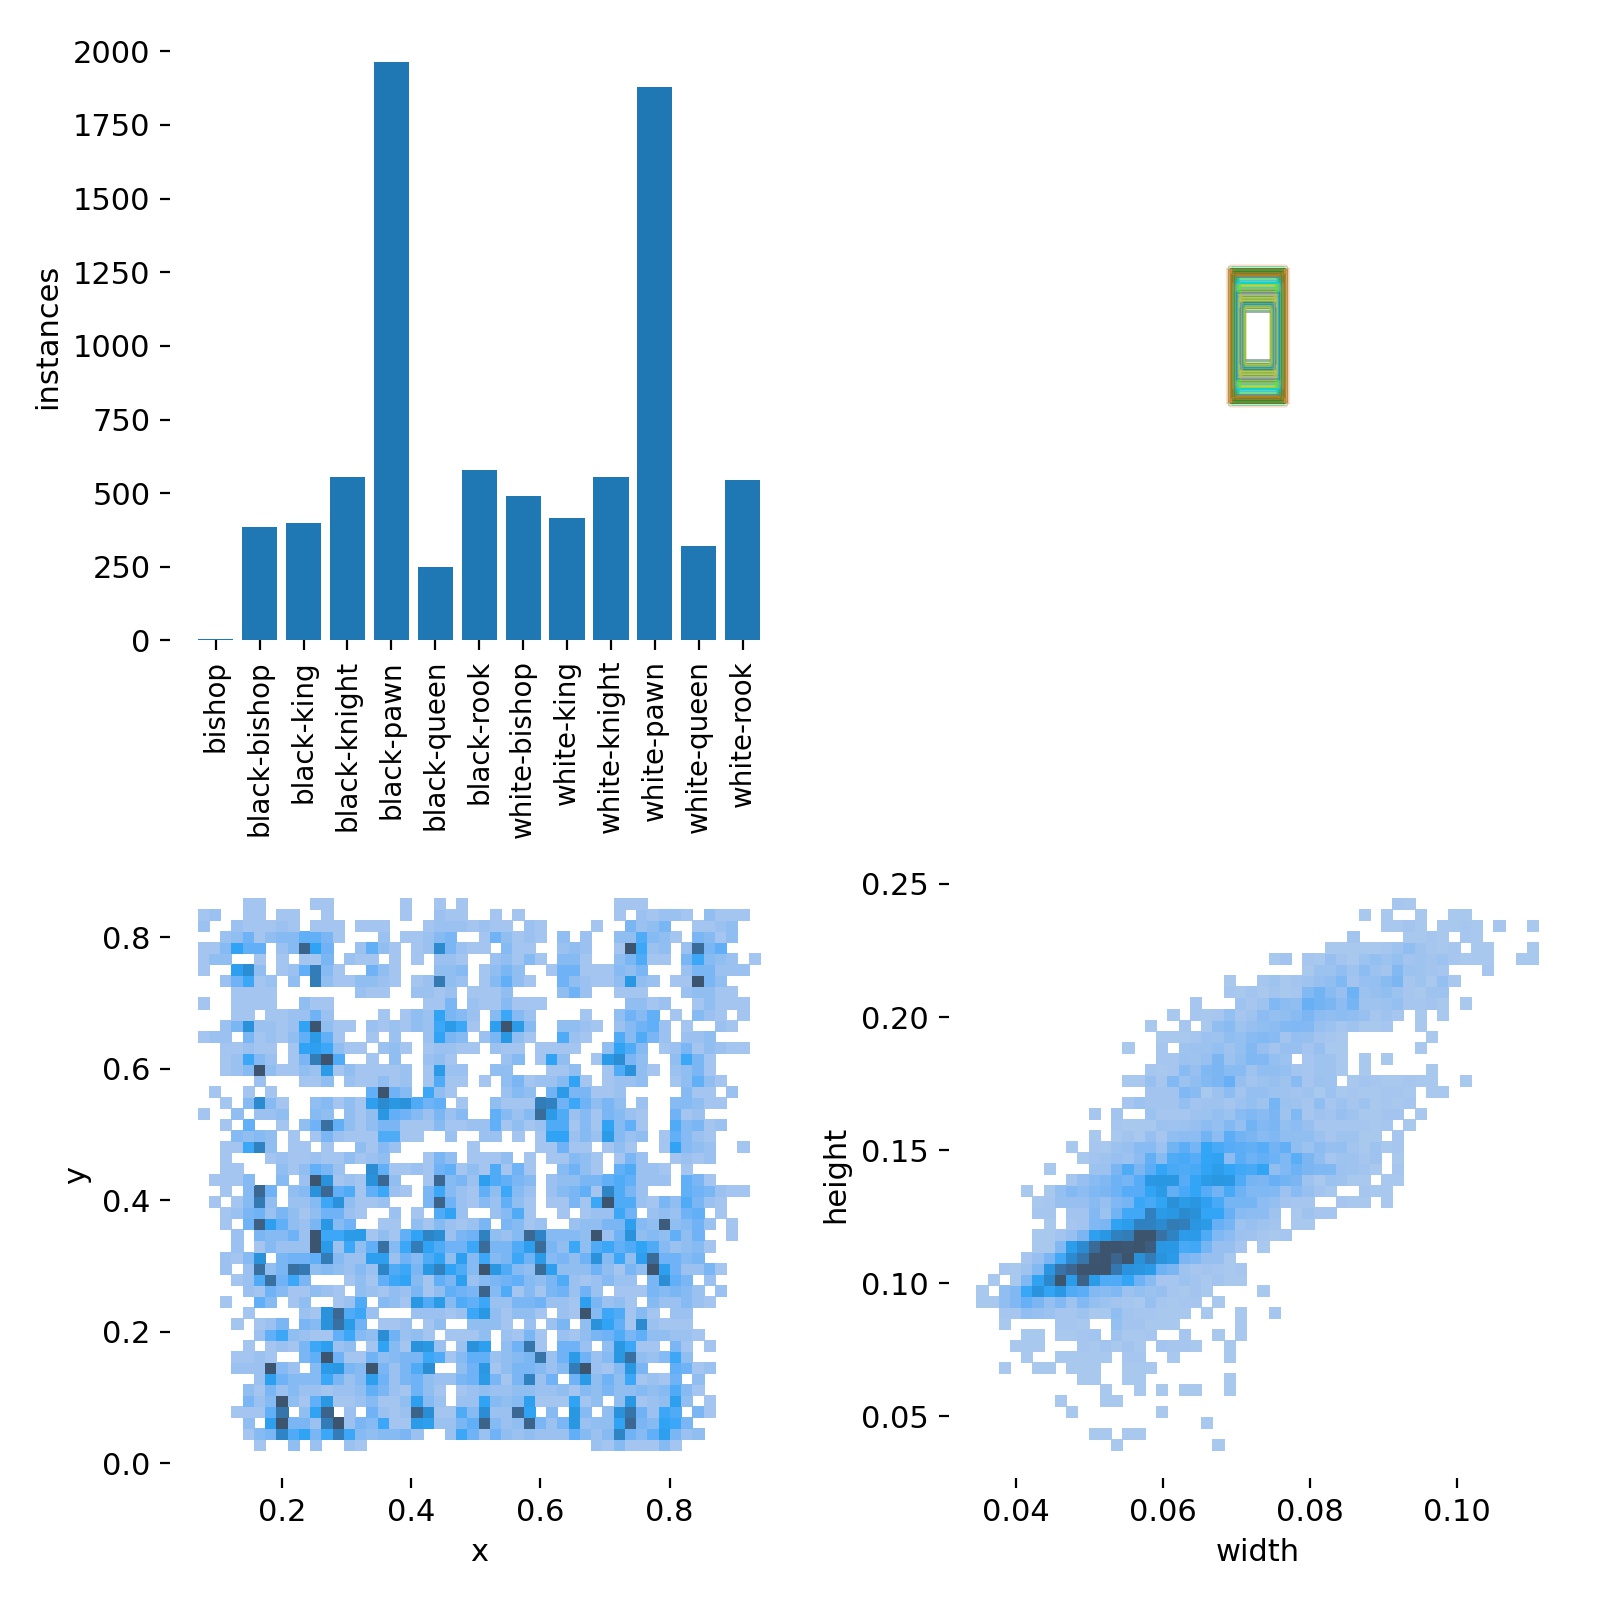 2000
1750
1500
1250
1000
750
500
250
0
instances
bishop
black-bishop
black-king
black-knight
black-pawn
black-queen
black-rook
white-bishop
white-king
white-knight
white-pawn
white-queen
white-rook
0.8
0.6
0.4
0.2
0.0
y
0.2 0.4 0.6 0.8
x
0.25
0.20
0.15
0.10
0.05
height
0.04 0.06 0.08 0.10
width